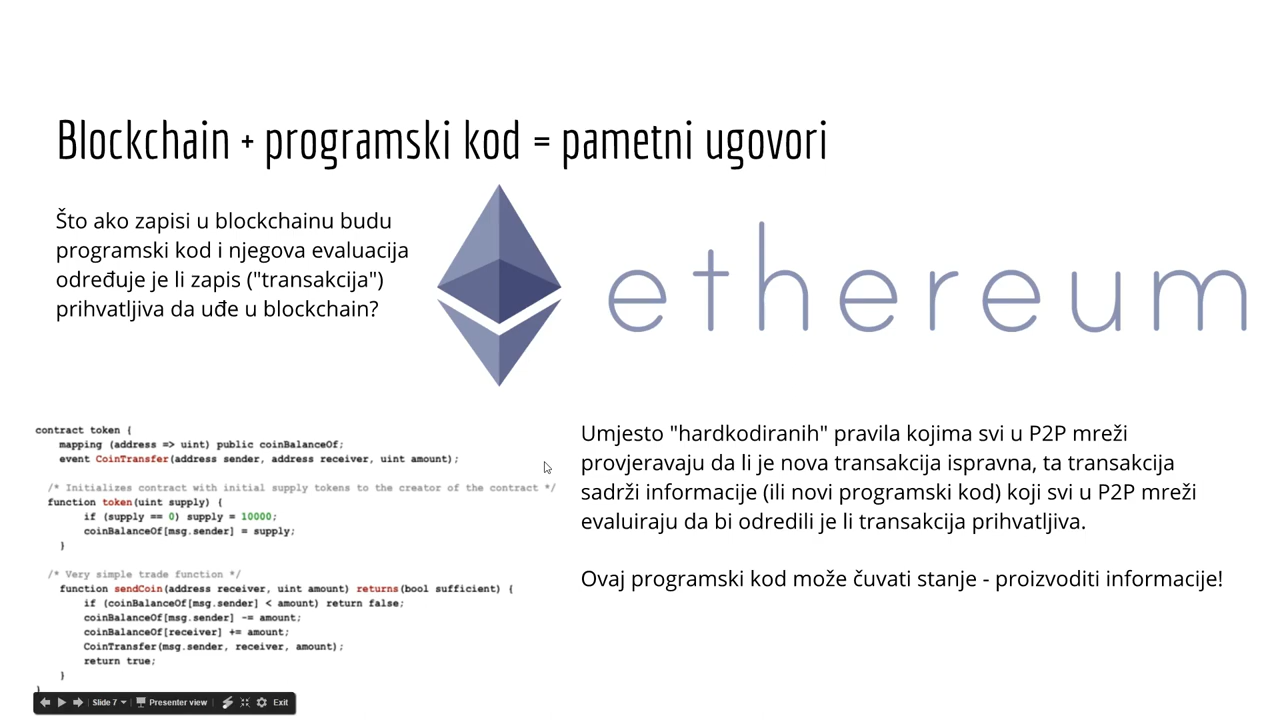 Blockchain + programski kod = pametni ugovori
Što ako zapisi u blockchainu budu
programski kod i njegova evaluacija
određuje je li zapis ("transakcija")
prihvatljiva da uđe u blockchain?
ethereum
contract token {
mapping (address => uint) public coinBalanceOf;
event CoinTransfer(address sender, address receiver, uint amount);
/* Initializes contract with initial supply tokens to the creator of the contract */
function token(uint supply) {
if (supply == 0) supply = 10000;
coinBalanceOf[msg.sender] = supply;
}
/* Very simple trade function */
function sendCoin(address receiver, uint amount) returns(bool sufficient) {
if (coinBalanceOf[msg.sender] < amount) return false;
coinBalanceOf[msg.sender] -= amount;
coinBalanceOf[receiver] += amount;
CoinTransfer(msg.sender, receiver, amount);
return true;
}
}
Umjesto "hardkodiranih" pravila kojima svi u P2P mreži
provjeravaju da li je nova transakcija ispravna, ta transakcija
sadrži informacije (ili novi programski kod) koji svi u P2P mreži
evaluiraju da bi odredili je li transakcija prihvatljiva.
Ovaj programski kod može čuvati stanje - proizvoditi informacije!
Slide 7
Presenter view
Exit